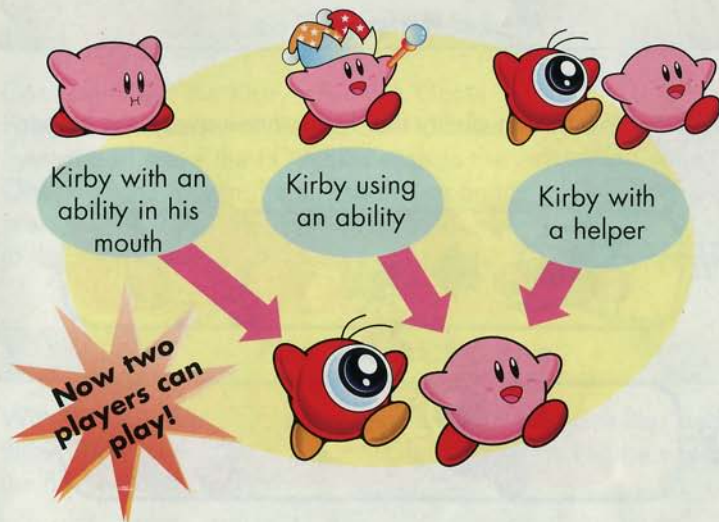 Kirby with an
ability in his
mouth
Kirby using
an ability
Kirby with
a helper
Now two
players can
play!